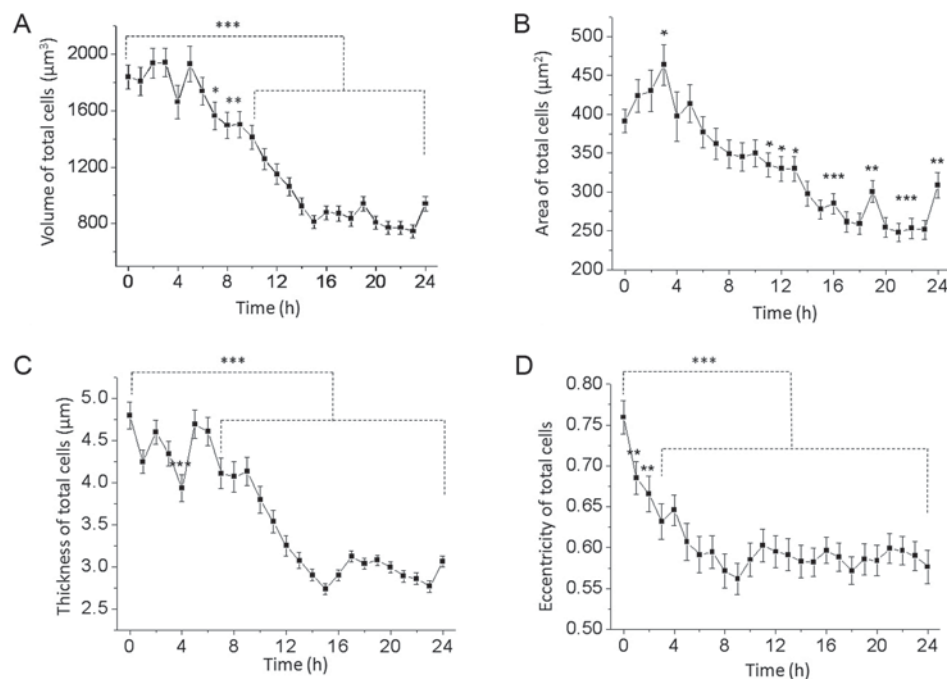 A
***
Volume of total cells (μm³)
2000
1600
1200
800
*
**
0 4 8 12 16 20 24
Time (h)
B
Area of total cells (μm²)
500
450
400
350
300
250
200
*
* * *
***
**
***
**
0 4 8 12 16 20 24
Time (h)
C
***
Thickness of total cells (μm)
5.0
4.5
4.0
3.5
3.0
2.5
***
0 4 8 12 16 20 24
Time (h)
D
***
Eccentricity of total cells
0.80
0.75
0.70
0.65
0.60
0.55
0.50
**
**
0 4 8 12 16 20 24
Time (h)